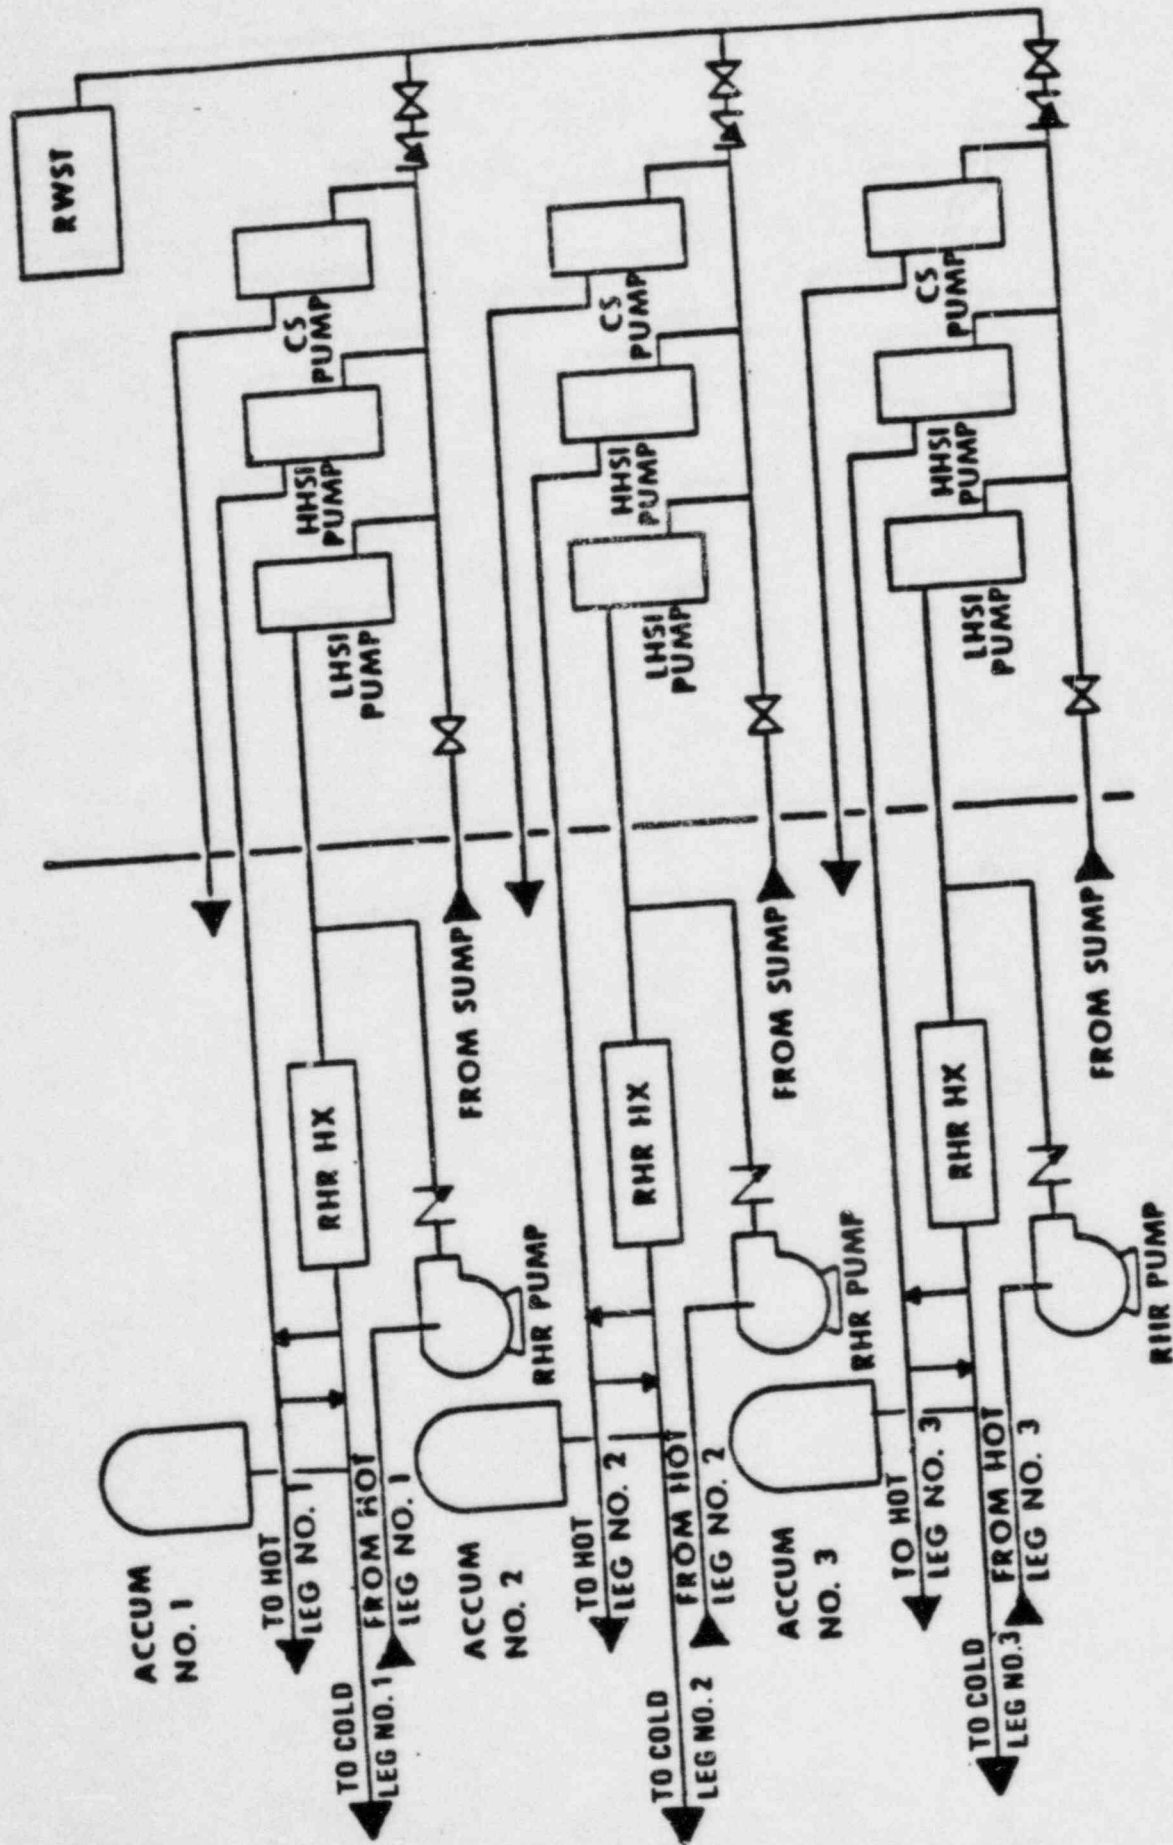 RWST
CS
PUMP
HHSI
PUMP
LHSI
PUMP
RHR HX
FROM SUMP
RHR PUMP
ACCUM
NO. 1
TO HOT
LEG NO. 1
FROM HOT
LEG NO. 1
TO COLD
LEG NO. 1
CS
PUMP
HHSI
PUMP
LHSI
PUMP
RHR HX
FROM SUMP
RHR PUMP
ACCUM
NO. 2
TO HOT
LEG NO. 2
FROM HOT
LEG NO. 2
TO COLD
LEG NO. 2
CS
PUMP
HHSI
PUMP
LHSI
PUMP
RHR HX
FROM SUMP
RHR PUMP
ACCUM
NO. 3
TO HOT
LEG NO. 3
FROM HOT
LEG NO. 3
TO COLD
LEG NO.3